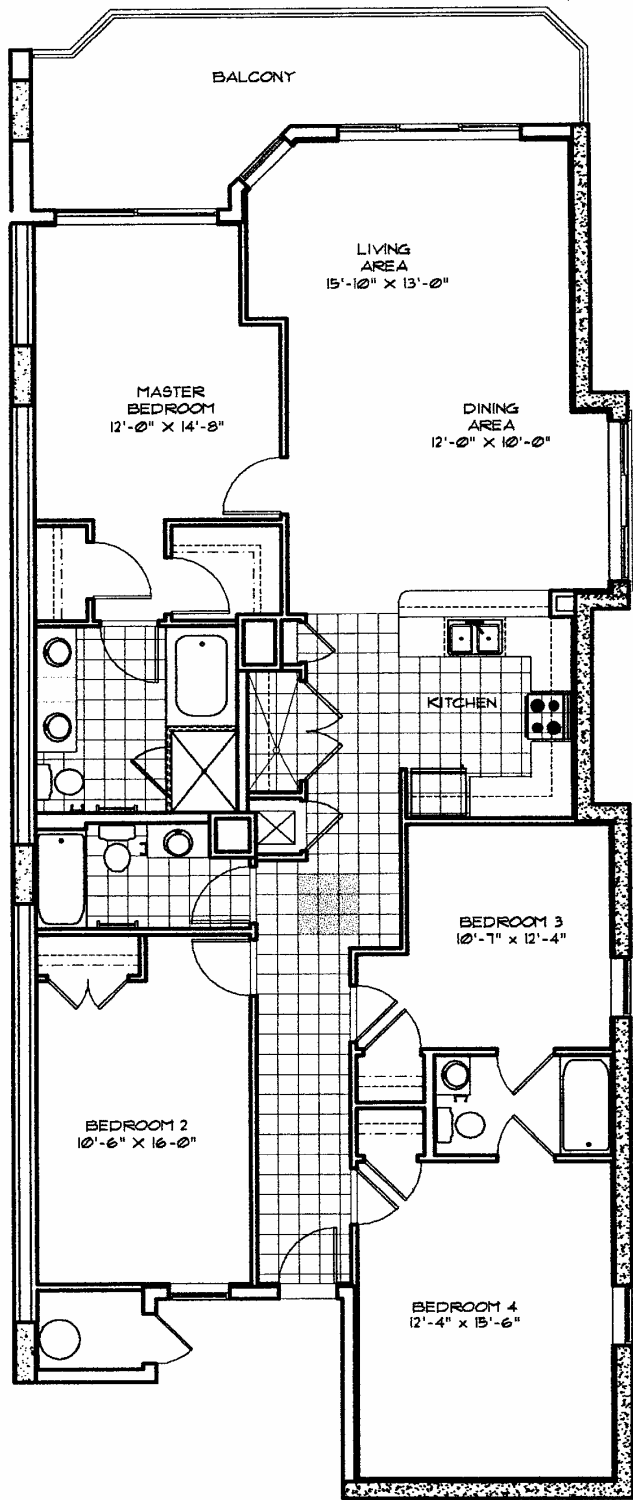 BALCONY
LIVING
AREA
15'-10" X 13'-0"
MASTER
BEDROOM
12'-0" X 14'-8"
DINING
AREA
12'-0" X 10'-0"
KITCHEN
BEDROOM 3
10'-7" x 12'-4"
BEDROOM 2
10'-6" X 16'-0"
BEDROOM 4
12'-4" x 15'-6"